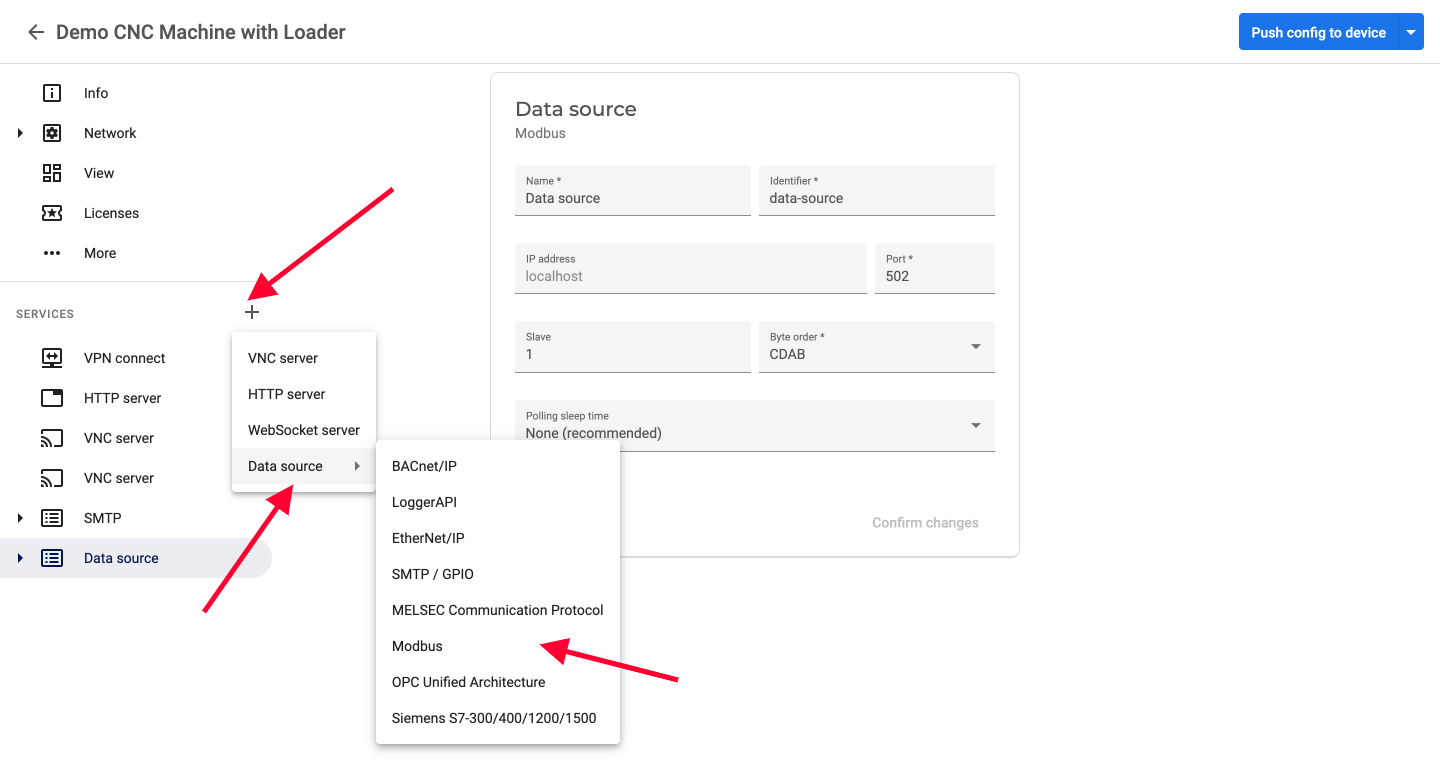 Demo CNC Machine with Loader
Push config to device
Info
Network
View
Licenses
More
SERVICES
VPN connect
HTTP server
VNC server
VNC server
SMTP
Data source
VNC server
HTTP server
WebSocket server
Data source
BACnet/IP
LoggerAPI
EtherNet/IP
SMTP / GPIO
MELSEC Communication Protocol
Modbus
OPC Unified Architecture
Siemens S7-300/400/1200/1500
Data source
Modbus
Name *
Data source
Identifier *
data-source
IP address
localhost
Port *
502
Slave
1
Byte order *
CDAB
Polling sleep time
None (recommended)
Confirm changes